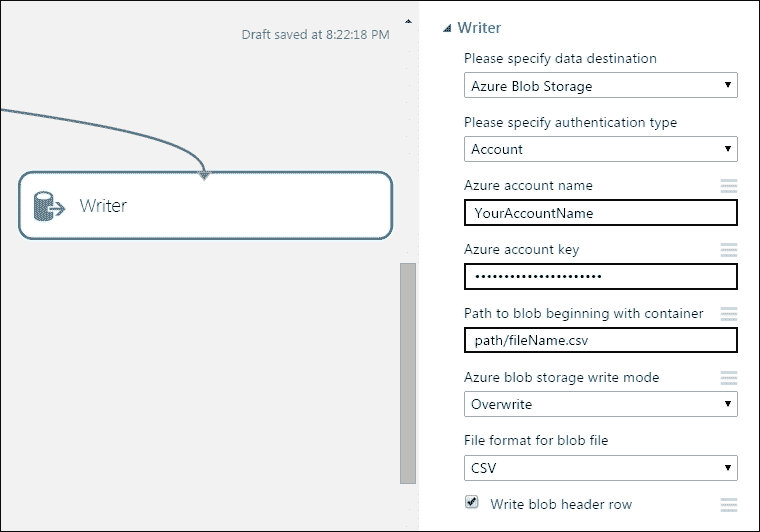 Draft saved at 8:22:18 PM
Writer
Writer
Please specify data destination
Azure Blob Storage
Please specify authentication type
Account
Azure account name
YourAccountName
Azure account key
••••••••••••••••••••••
Path to blob beginning with container
path/fileName.csv
Azure blob storage write mode
Overwrite
File format for blob file
CSV
Write blob header row